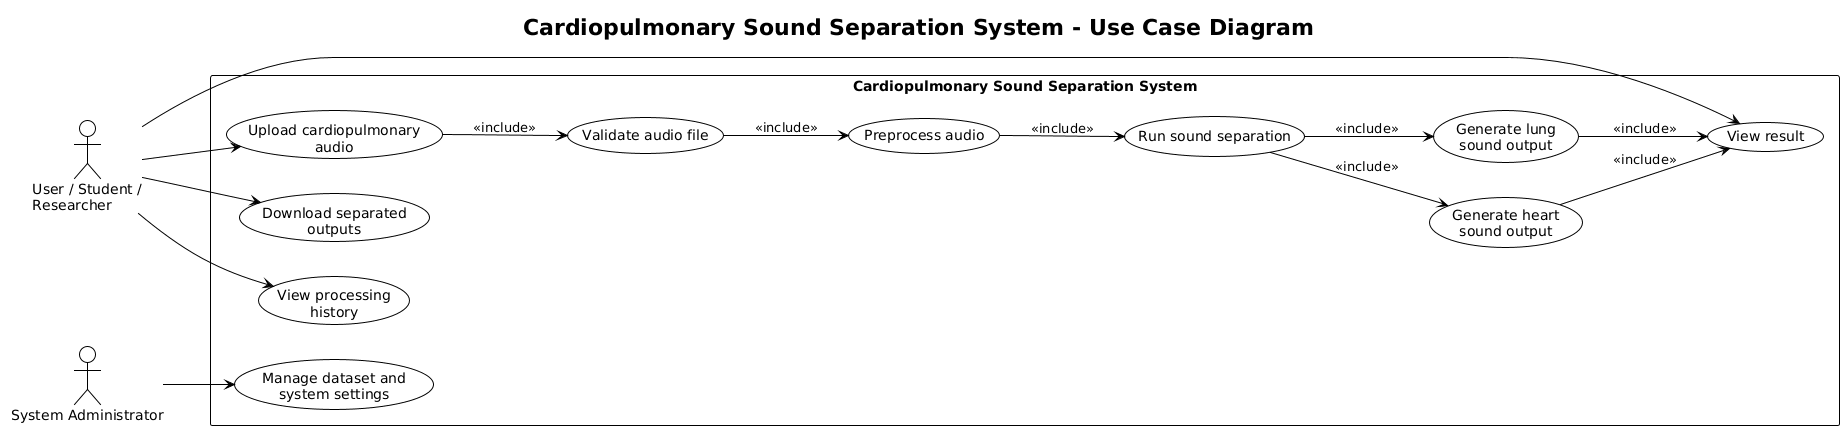 Cardiopulmonary Sound Separation System - Use Case Diagram
Cardiopulmonary Sound Separation System
User / Student /
Researcher
System Administrator
Upload cardiopulmonary
audio
«include»
Validate audio file
«include»
Preprocess audio
«include»
Run sound separation
«include»
Generate lung
sound output
«include»
View result
«include»
Generate heart
sound output
«include»
Download separated
outputs
View processing
history
Manage dataset and
system settings